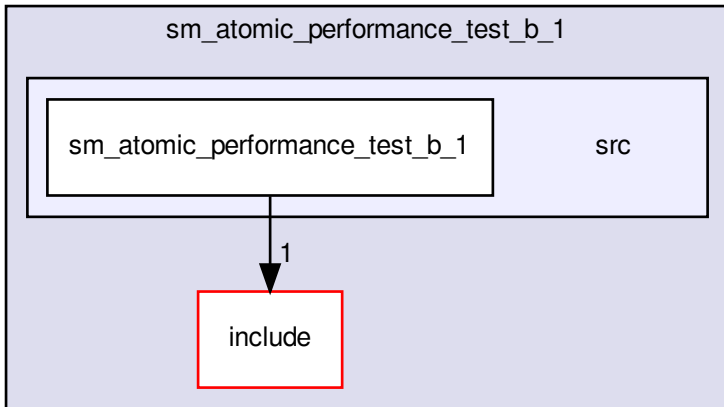 sm_atomic_performance_test_b_1
sm_atomic_performance_test_b_1
src
1
include